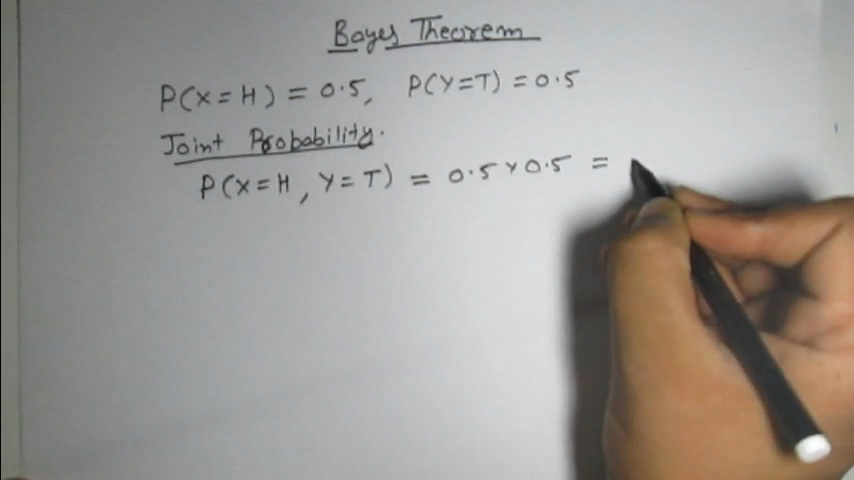 Bayes Theorem
P(X=H) = 0.5, P(Y=T) = 0.5
Joint Probability.
P(X=H, Y=T) = 0.5 × 0.5 =